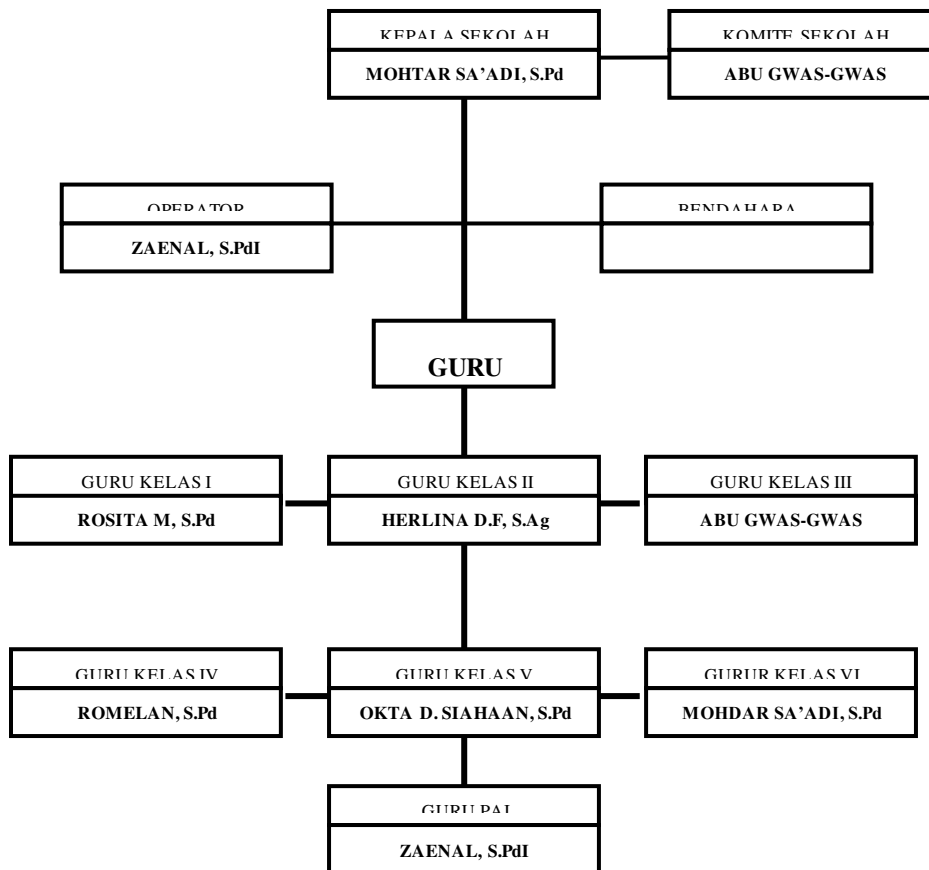 KEPALA SEKOLAH
MOHTAR SA’ADI, S.Pd
KOMITE SEKOLAH
ABU GWAS-GWAS
OPERATOR
ZAENAL, S.PdI
BENDAHARA
GURU
GURU KELAS I
ROSITA M, S.Pd
GURU KELAS II
HERLINA D.F, S.Ag
GURU KELAS III
ABU GWAS-GWAS
GURU KELAS IV
ROMELAN, S.Pd
GURU KELAS V
OKTA D. SIAHAAN, S.Pd
GURUR KELAS VI
MOHDAR SA’ADI, S.Pd
GURU PAI
ZAENAL, S.PdI